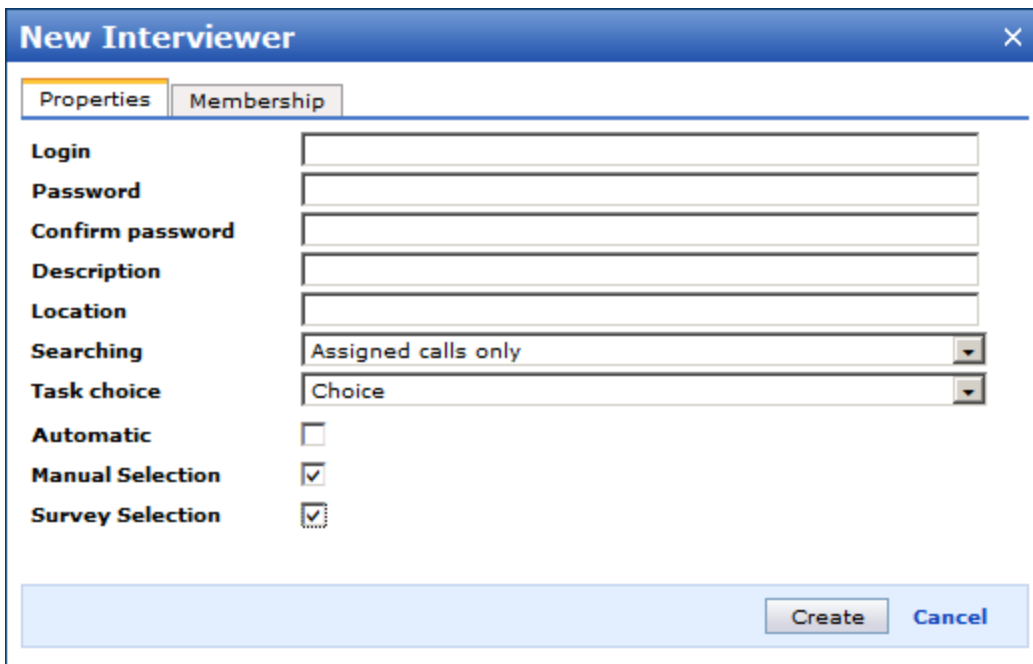 New Interviewer
Properties Membership
Login
Password
Confirm password
Description
Location
Searching Assigned calls only
Task choice Choice
Automatic
Manual Selection
Survey Selection
Create Cancel